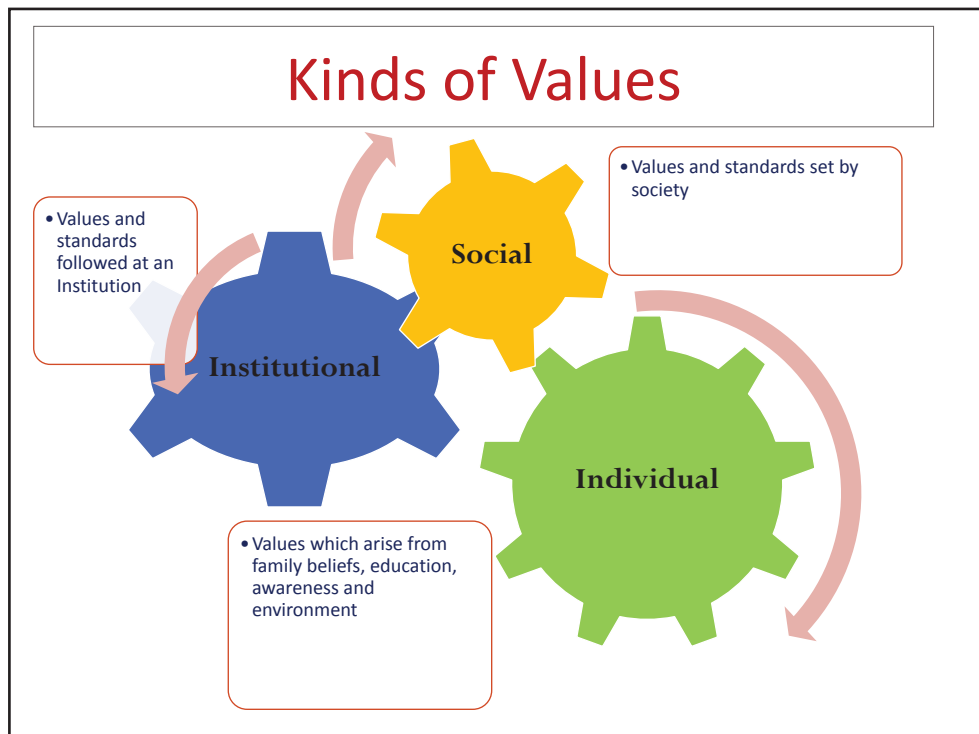 Kinds of Values
• Values and
standards
followed at an
Institution
Social
• Values and standards set by
society
Institutional
Individual
• Values which arise from
family beliefs, education,
awareness and
environment